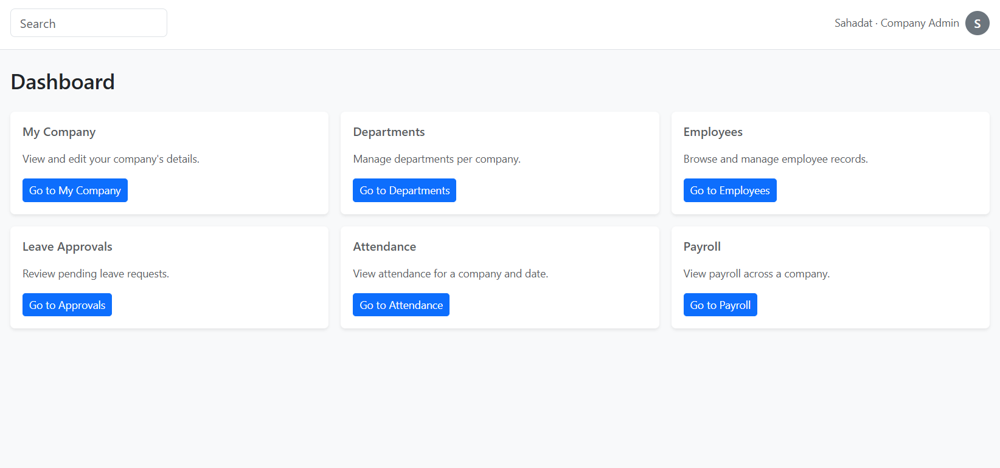 Search
Sahadat · Company Admin
S
Dashboard
My Company
View and edit your company's details.
Go to My Company
Departments
Manage departments per company.
Go to Departments
Employees
Browse and manage employee records.
Go to Employees
Leave Approvals
Review pending leave requests.
Go to Approvals
Attendance
View attendance for a company and date.
Go to Attendance
Payroll
View payroll across a company.
Go to Payroll